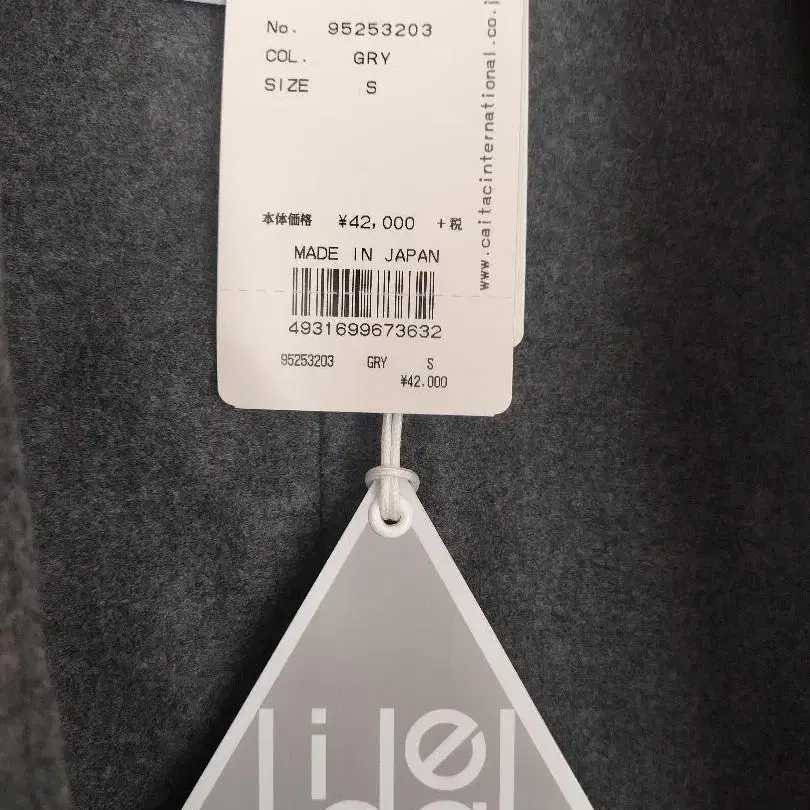 No. 95253203
COL. GRY
SIZE S
本体価格 ¥42,000 +税
MADE IN JAPAN
4931699673632
95253203 GRY S
¥42.000
www.caitacinternational.co.j